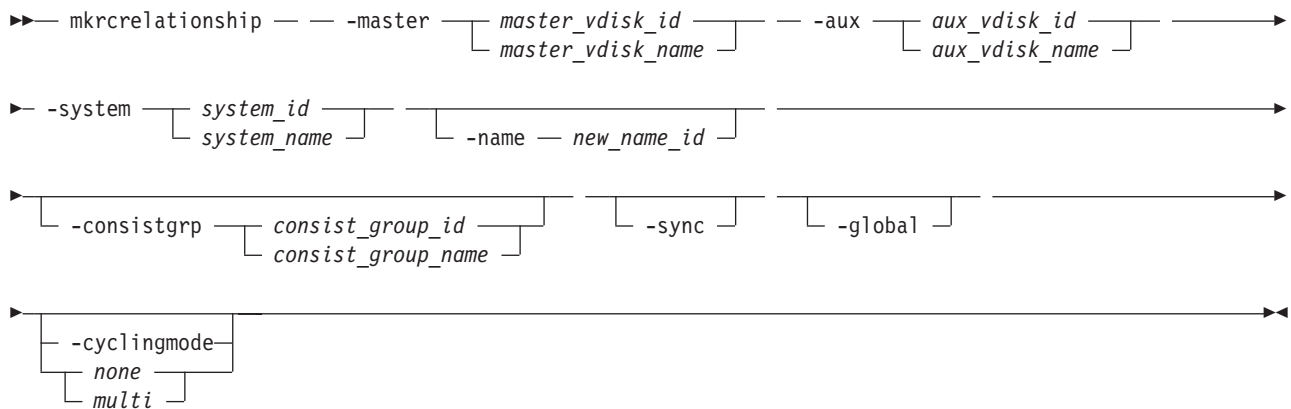 mkrcrelationship -master master_vdisk_id -aux aux_vdisk_id
master_vdisk_name aux_vdisk_name
-system system_id
system_name -name new_name_id
-consistgrp consist_group_id -sync -global
consist_group_name
-cyclingmode
none
multi